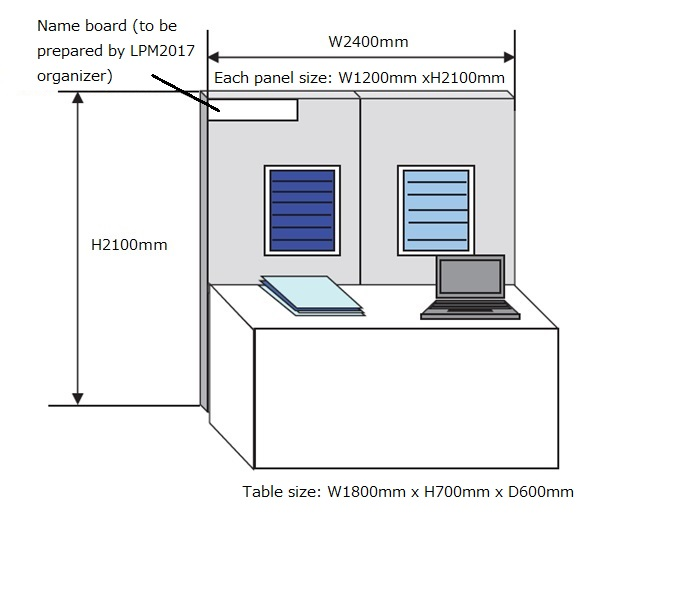 Name board (to be
prepared by LPM2017
organizer)
W2400mm
Each panel size: W1200mm xH2100mm
H2100mm
Table size: W1800mm x H700mm x D600mm